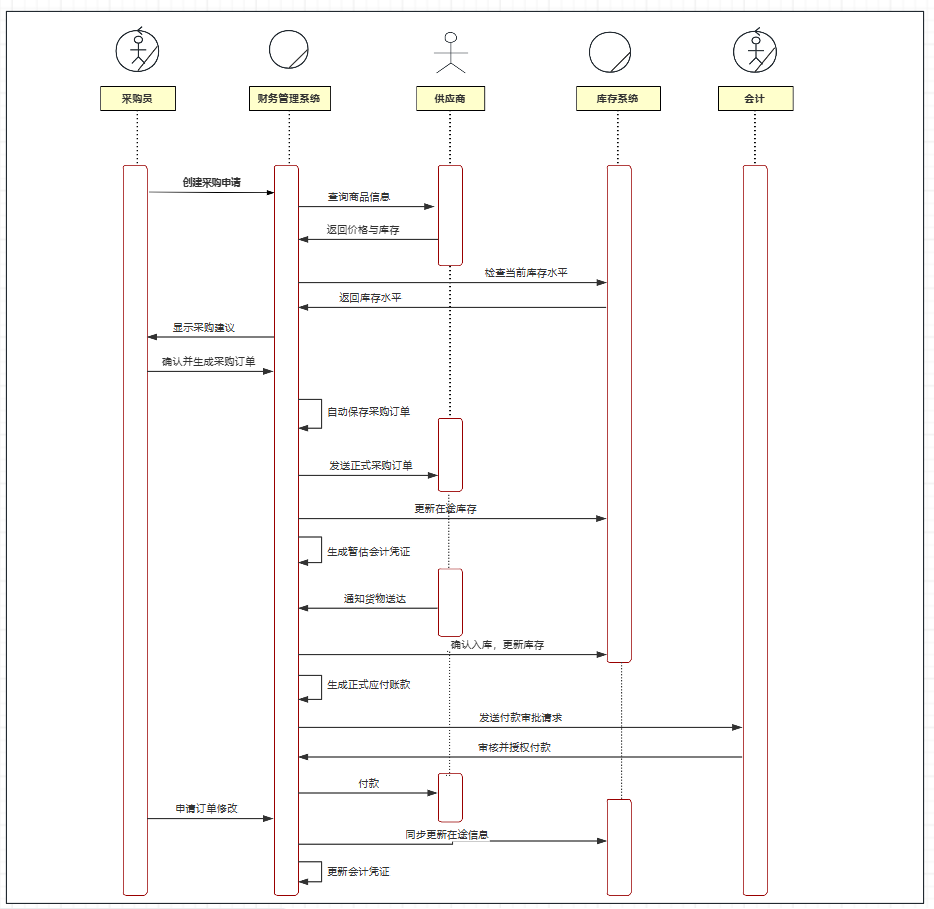 采购员
财务管理系统
供应商
库存系统
会计
创建采购申请
查询商品信息
返回价格与库存
检查当前库存水平
返回库存水平
显示采购建议
确认并生成采购订单
自动保存采购订单
发送正式采购订单
更新在途库存
生成暂估会计凭证
通知货物送达
确认入库，更新库存
生成正式应付账款
发送付款审批请求
审核并授权付款
付款
申请订单修改
同步更新在途信息
更新会计凭证